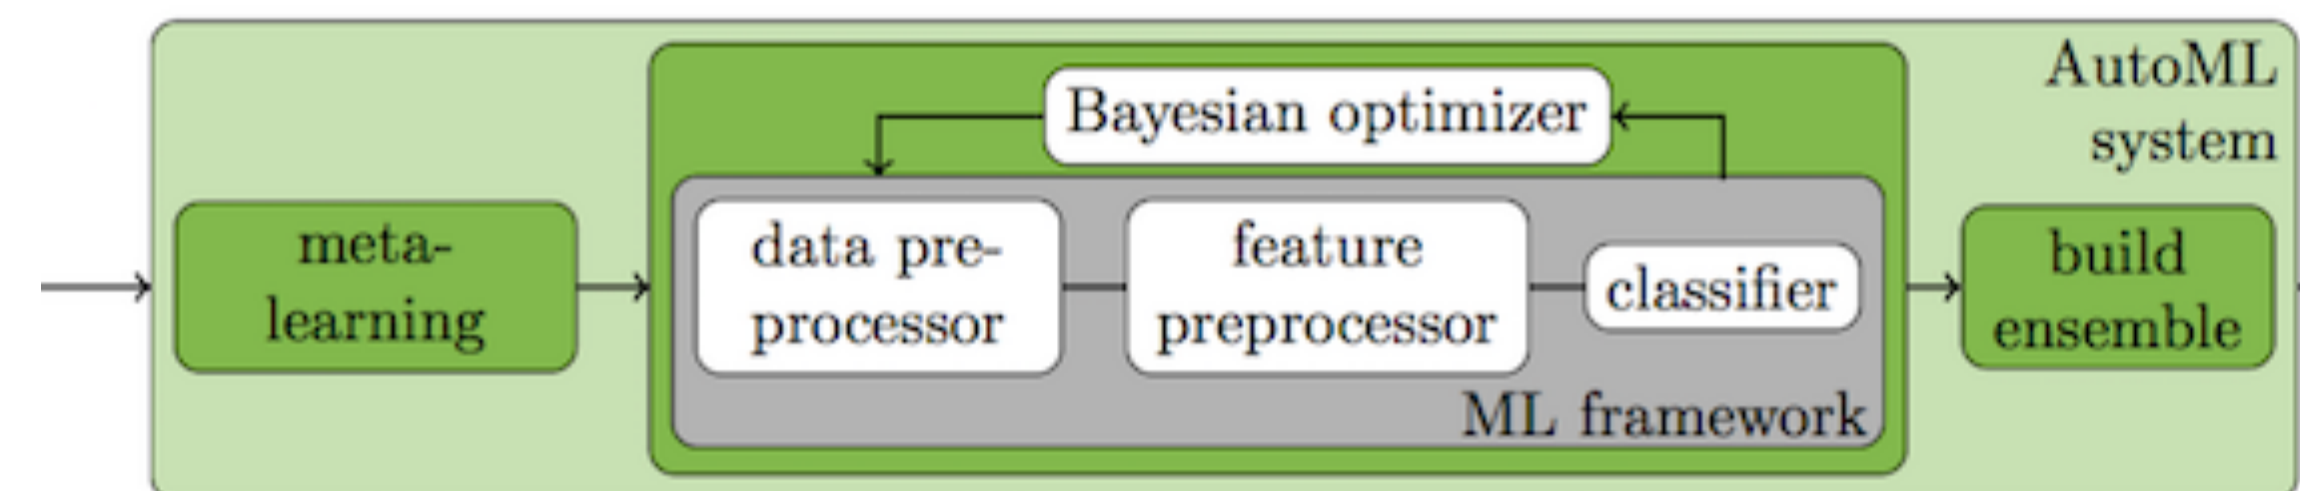 AutoML
system
Bayesian optimizer
meta-
learning
data pre-
processor
feature
preprocessor
classifier
ML framework
build
ensemble